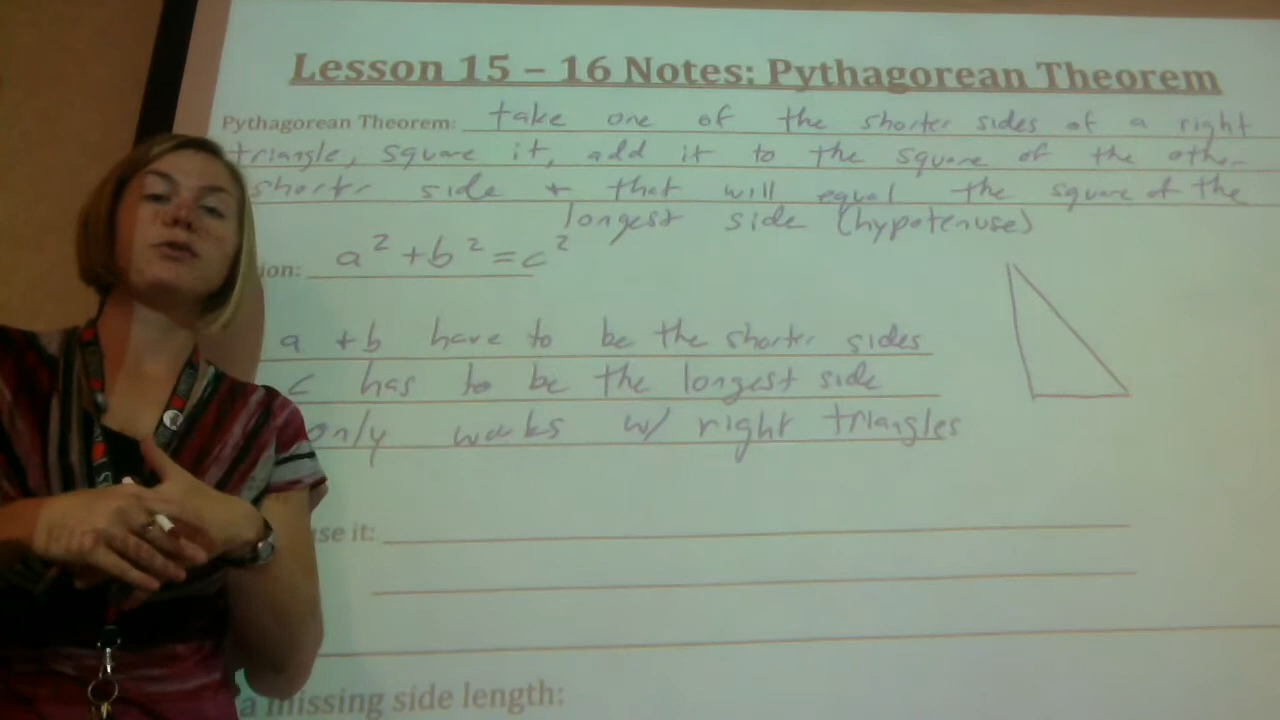 Lesson 15 – 16 Notes: Pythagorean Theorem
Pythagorean Theorem: take one of the shorter sides of a right
triangle, square it, add it to the square of the other
shortr side + that will equal the square of the
longest side (hypotenuse)
ion: a² + b² = c²
a + b have to be the shortr sides
c has to be the longest side
only works w/ right triangles
se it:
a missing side length: